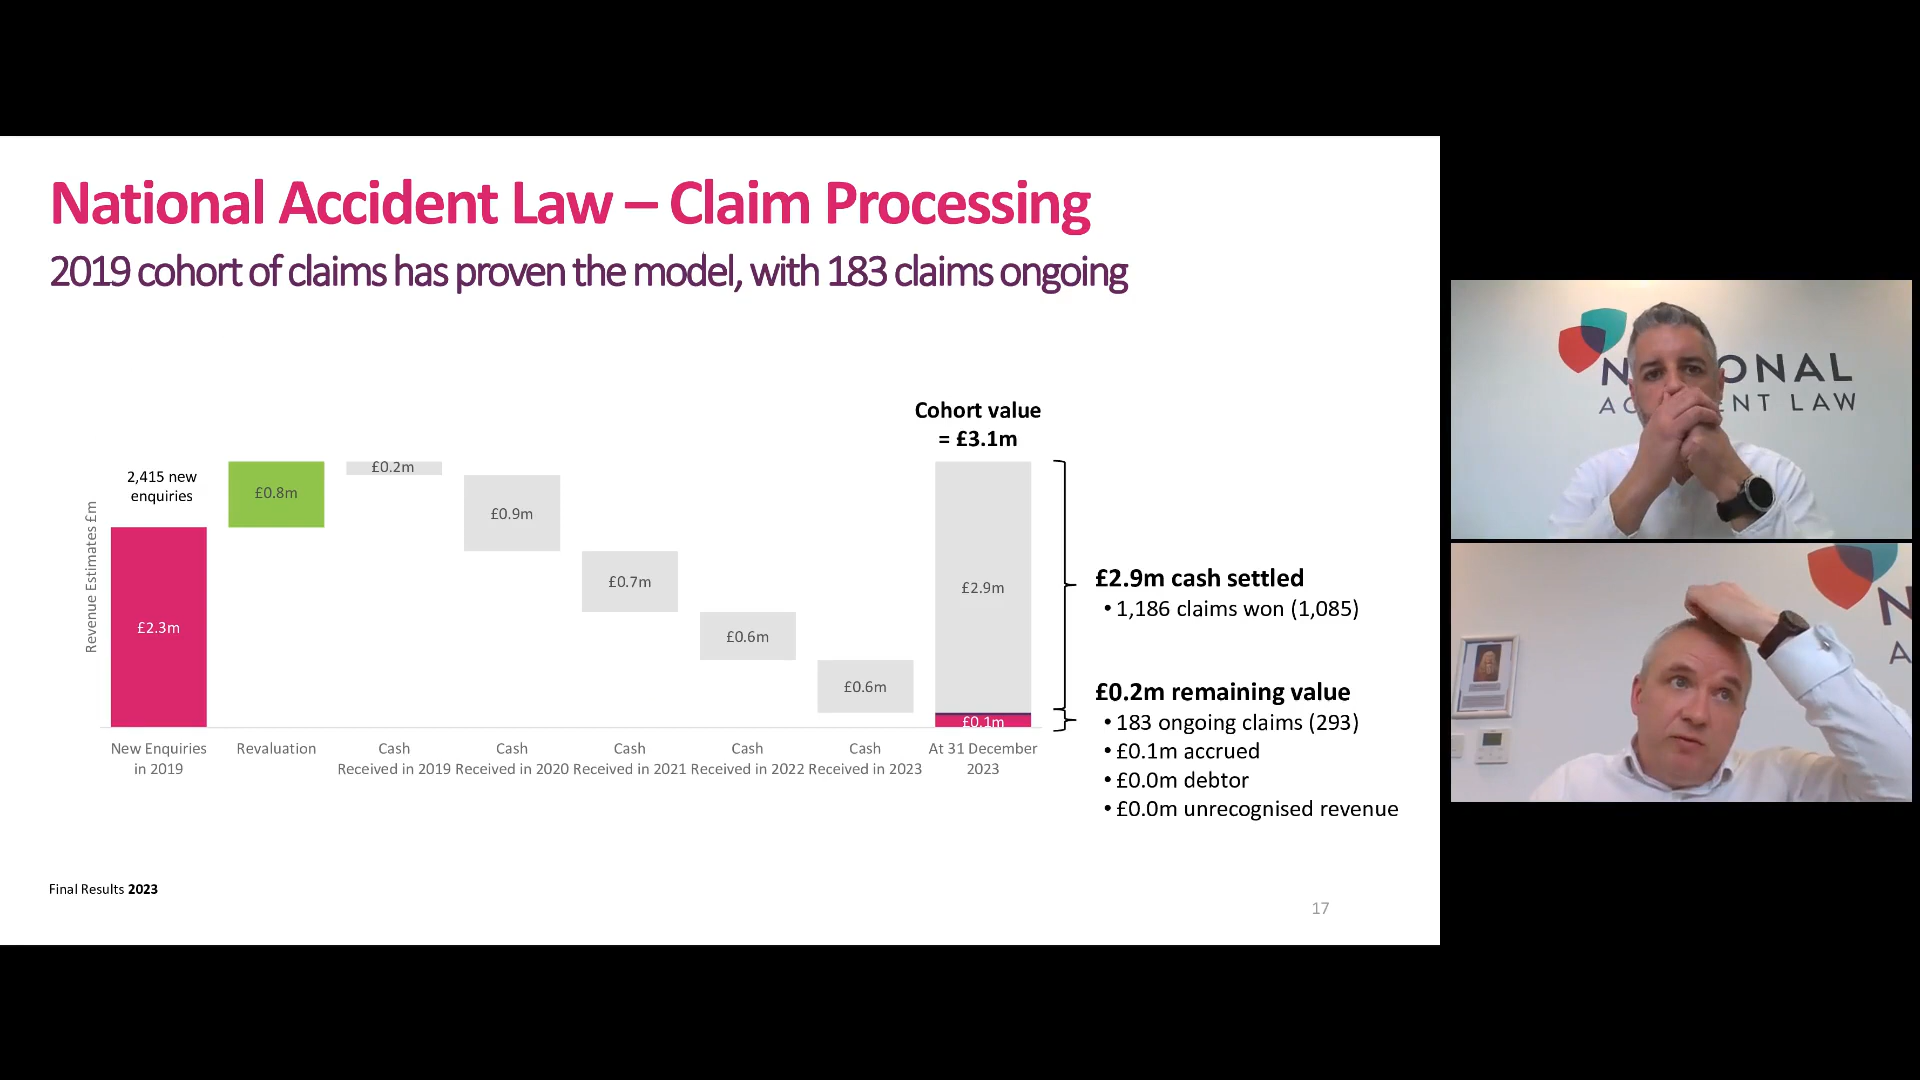 National Accident Law – Claim Processing
2019 cohort of claims has proven the model, with 183 claims ongoing
Cohort value
= £3.1m
2,415 new
enquiries
Revenue Estimates £m
£2.3m
£0.8m
£0.2m
£0.9m
£0.7m
£0.6m
£0.6m
£2.9m
£0.1m
New Enquiries
in 2019
Revaluation
Cash
Received in 2019
Cash
Received in 2020
Cash
Received in 2021
Cash
Received in 2022
Cash
Received in 2023
At 31 December
2023
£2.9m cash settled
• 1,186 claims won (1,085)
£0.2m remaining value
• 183 ongoing claims (293)
• £0.1m accrued
• £0.0m debtor
• £0.0m unrecognised revenue
Final Results 2023
17
LAW